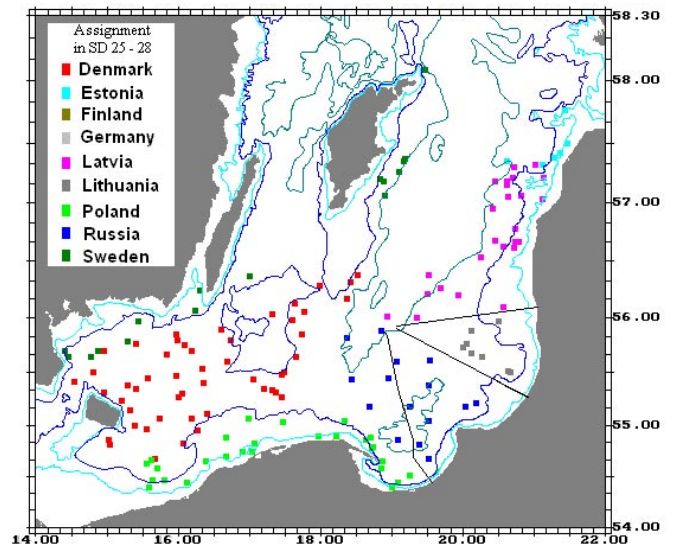 Assignment
in SD 25 - 28
Denmark
Estonia
Finland
Germany
Latvia
Lithuania
Poland
Russia
Sweden
58.30
58.00
57.00
56.00
55.00
54.00
14.00 16.00 18.00 20.00 22.00